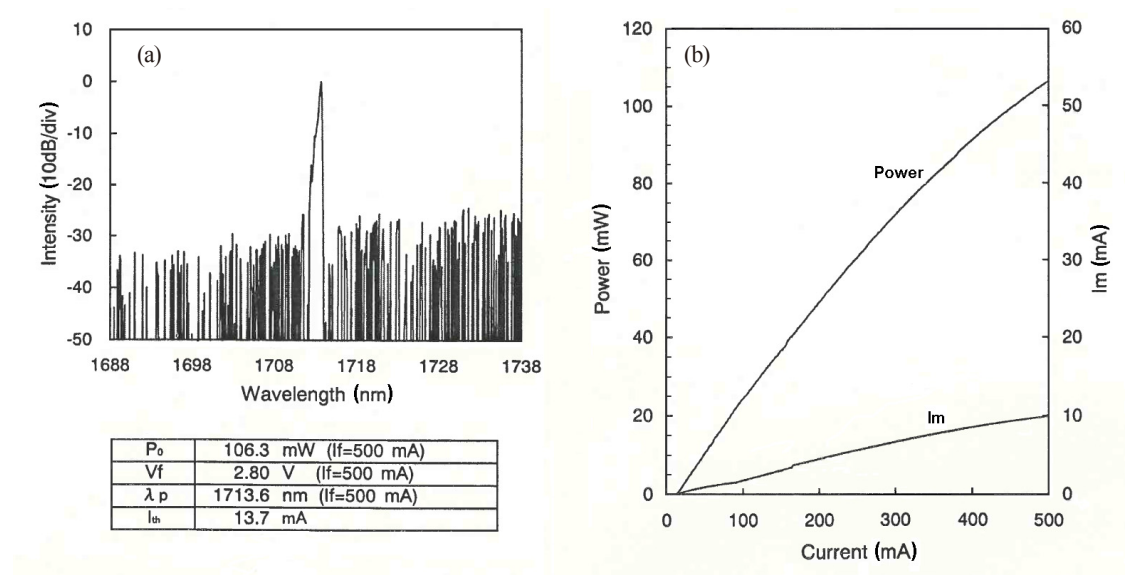 (a)
10
0
-10
-20
-30
-40
-50
Intensity (10dB/div)
1688 1698 1708 1718 1728 1738
Wavelength (nm)
P₀ 106.3 mW (If=500 mA)
Vf 2.80 V (If=500 mA)
λp 1713.6 nm (If=500 mA)
Ith 13.7 mA
(b)
120
100
80
60
40
20
0
Power (mW)
60
50
40
30
20
10
0
Im (mA)
Power
Im
0 100 200 300 400 500
Current (mA)